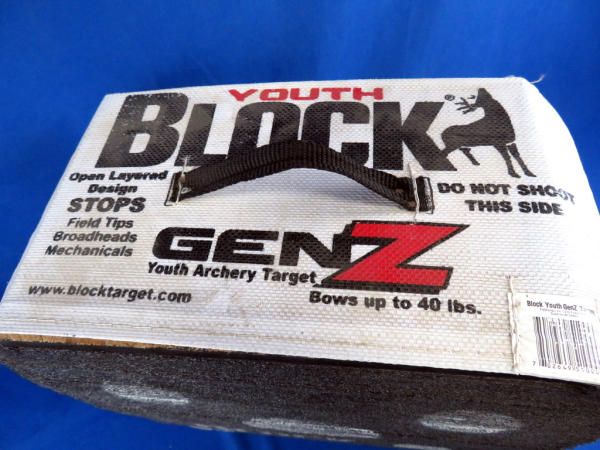 YOUTH
BLOCK®
Open Layered
Design
STOPS
Field Tips
Broadheads
Mechanicals
DO NOT SHOOT
THIS SIDE
GENZ
Youth Archery Target
Bows up to 40 lbs.
www.blocktarget.com
Block Youth GenZ